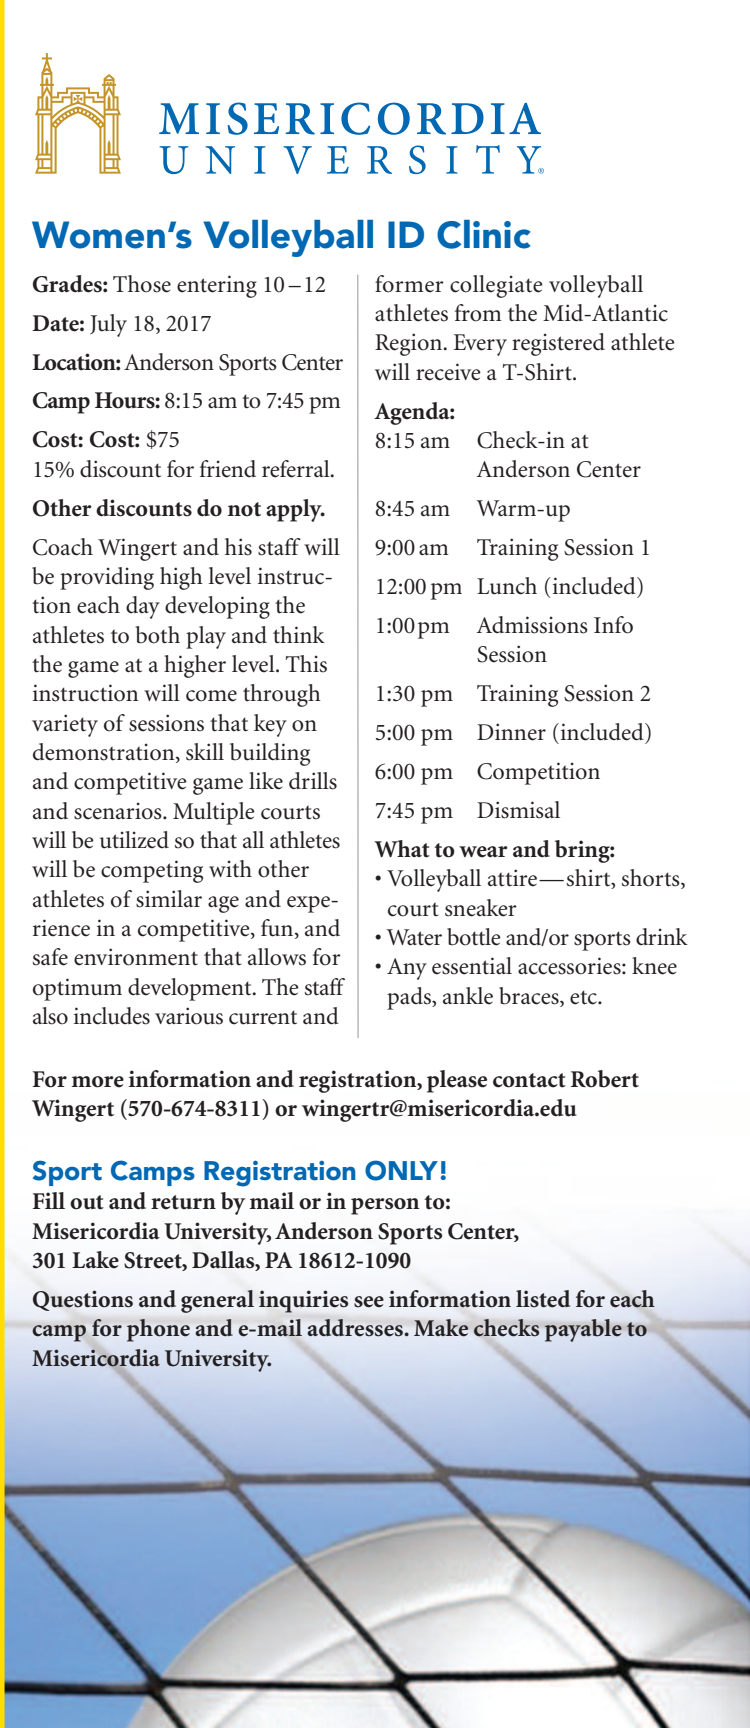 MISERICORDIA
UNIVERSITY®
Women's Volleyball ID Clinic
Grades: Those entering 10 – 12
Date: July 18, 2017
Location: Anderson Sports Center
Camp Hours: 8:15 am to 7:45 pm
Cost: Cost: $75
15% discount for friend referral.
Other discounts do not apply.
Coach Wingert and his staff will
be providing high level instruc-
tion each day developing the
athletes to both play and think
the game at a higher level. This
instruction will come through
variety of sessions that key on
demonstration, skill building
and competitive game like drills
and scenarios. Multiple courts
will be utilized so that all athletes
will be competing with other
athletes of similar age and expe-
rience in a competitive, fun, and
safe environment that allows for
optimum development. The staff
also includes various current and
former collegiate volleyball
athletes from the Mid-Atlantic
Region. Every registered athlete
will receive a T-Shirt.
Agenda:
8:15 am Check-in at
Anderson Center
8:45 am Warm-up
9:00 am Training Session 1
12:00 pm Lunch (included)
1:00 pm Admissions Info
Session
1:30 pm Training Session 2
5:00 pm Dinner (included)
6:00 pm Competition
7:45 pm Dismisal
What to wear and bring:
• Volleyball attire—shirt, shorts,
court sneaker
• Water bottle and/or sports drink
• Any essential accessories: knee
pads, ankle braces, etc.
For more information and registration, please contact Robert
Wingert (570-674-8311) or wingertr@misericordia.edu
Sport Camps Registration ONLY!
Fill out and return by mail or in person to:
Misericordia University, Anderson Sports Center,
301 Lake Street, Dallas, PA 18612-1090
Questions and general inquiries see information listed for each
camp for phone and e-mail addresses. Make checks payable to
Misericordia University.